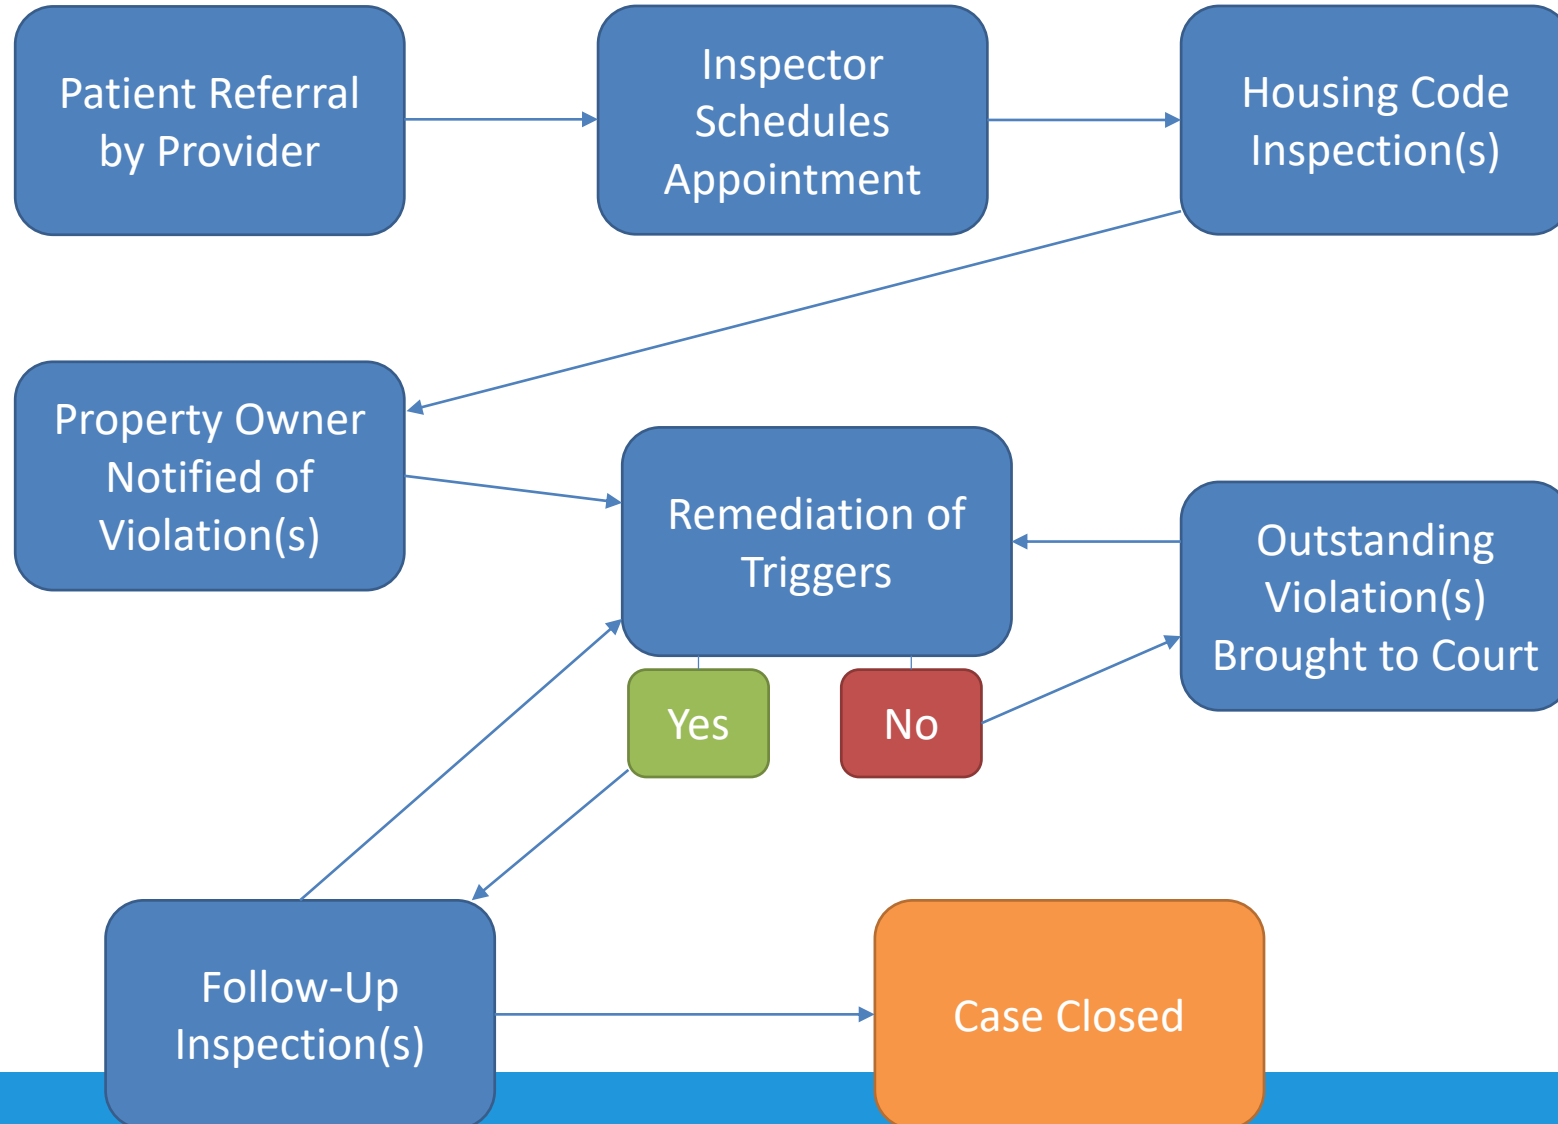 Patient Referral
by Provider
Inspector
Schedules
Appointment
Housing Code
Inspection(s)
Property Owner
Notified of
Violation(s)
Remediation of
Triggers
Outstanding
Violation(s)
Brought to Court
Yes
No
Follow-Up
Inspection(s)
Case Closed